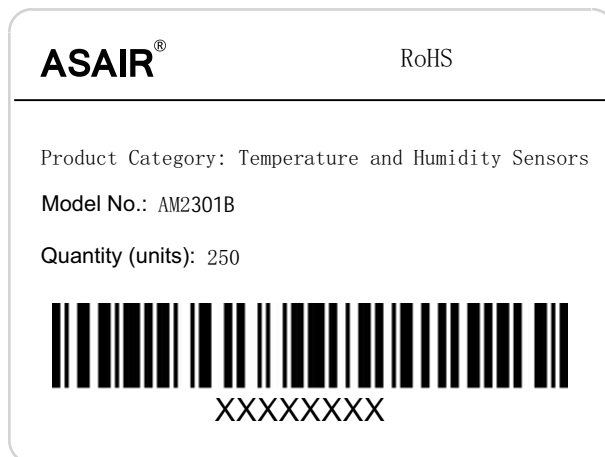 ASAIR® RoHS
Product Category: Temperature and Humidity Sensors
Model No.: AM2301B
Quantity (units): 250
XXXXXXXX